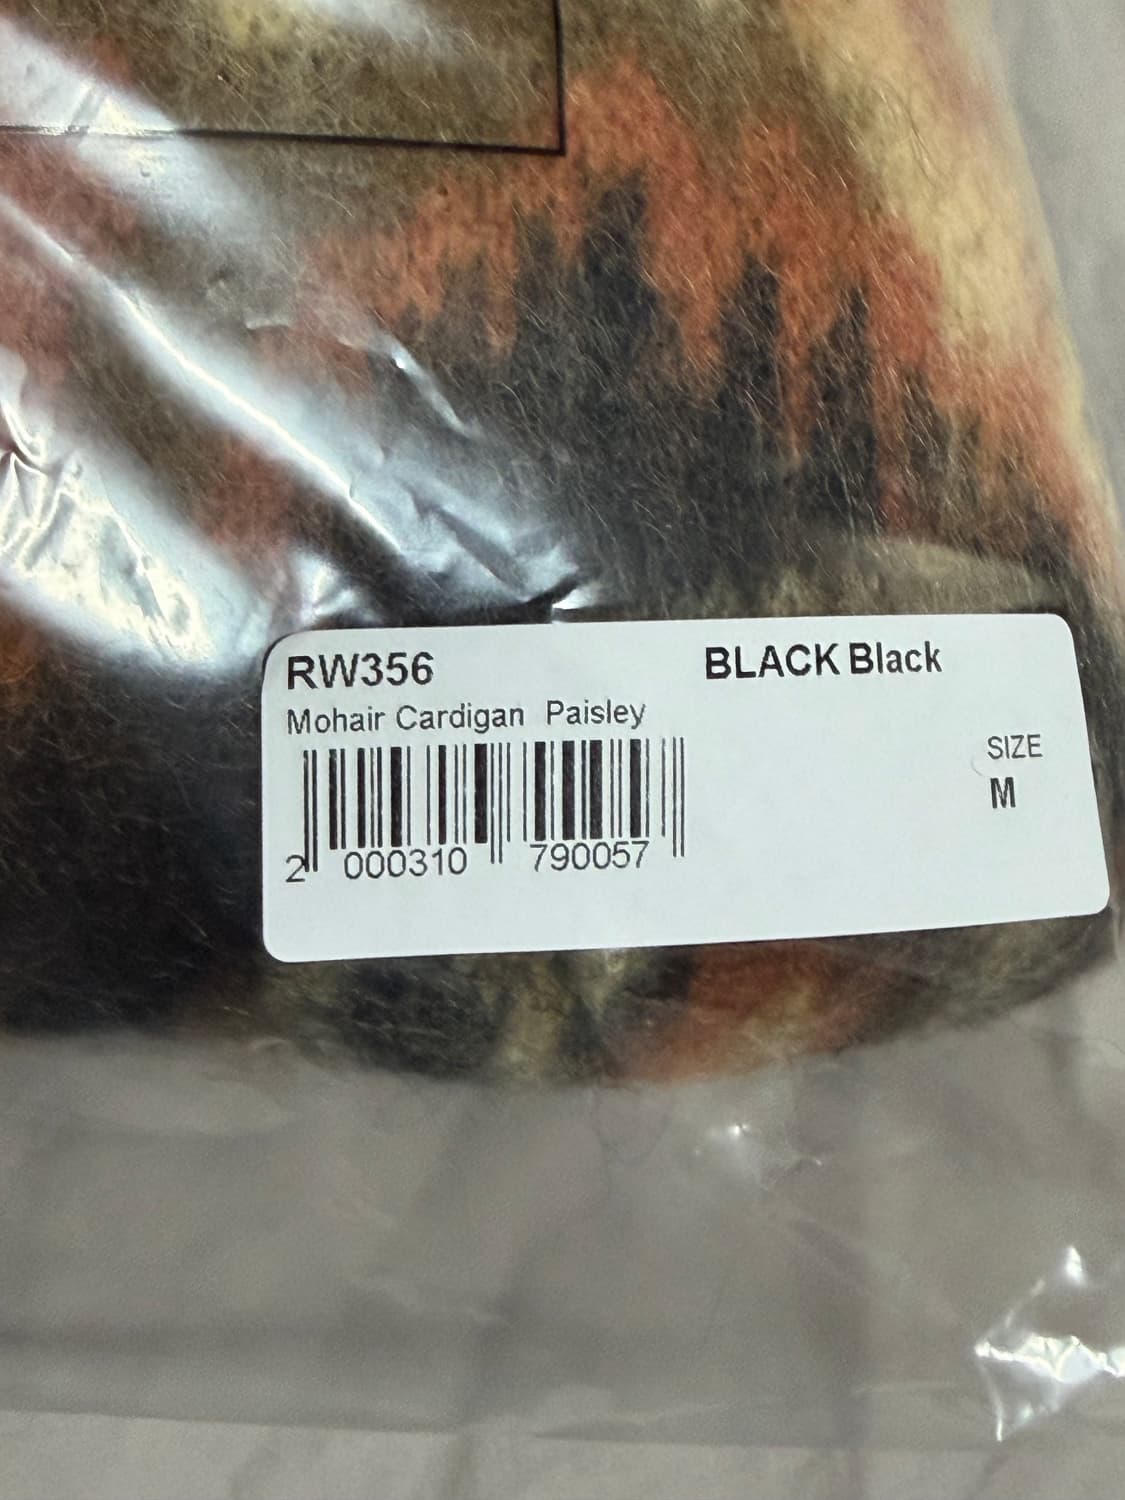 RW356 BLACK Black
Mohair Cardigan Paisley
SIZE
M
2 000310 790057